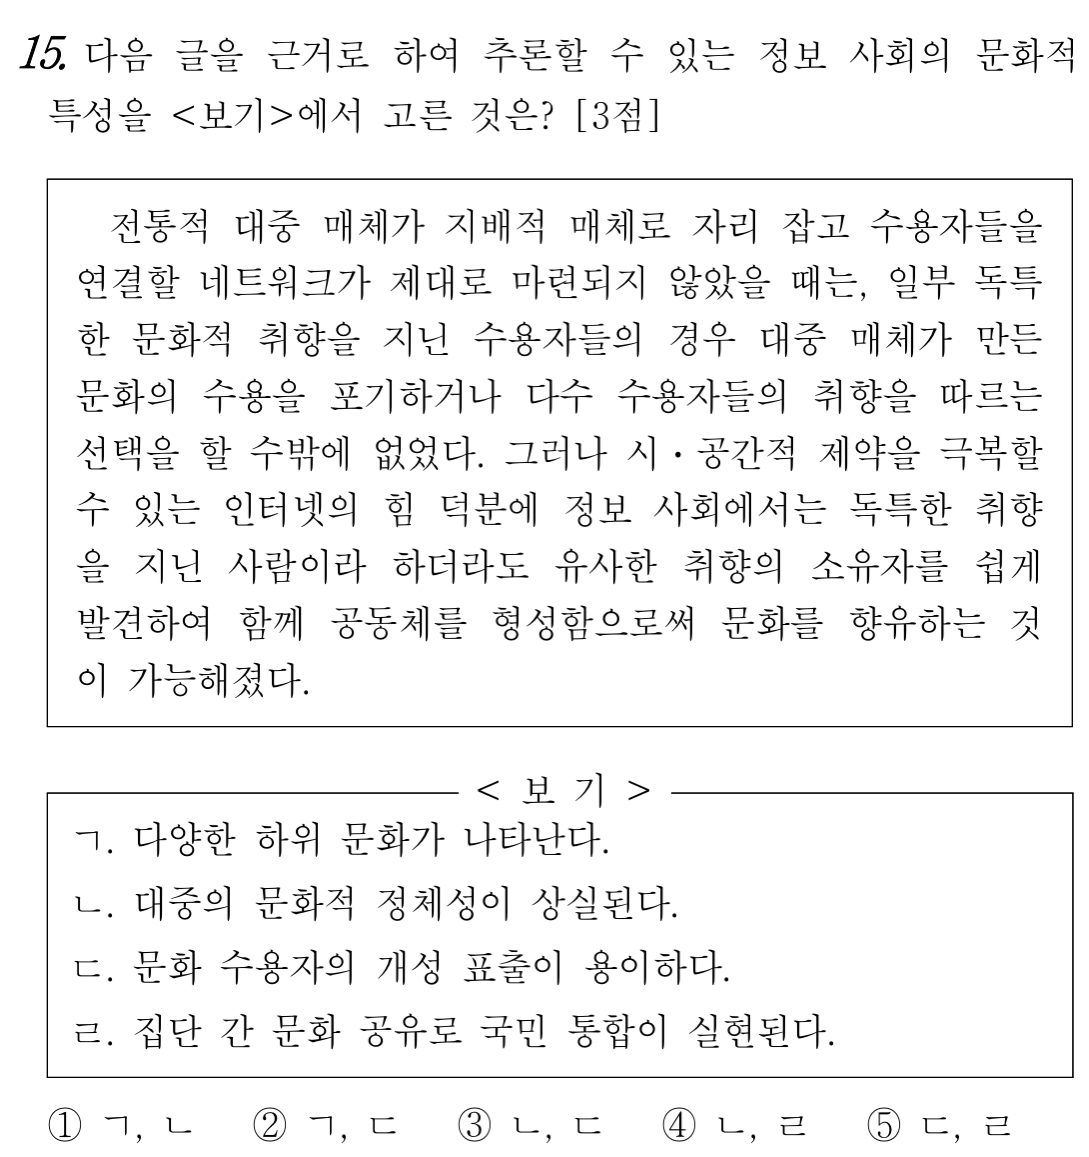 15. 다음 글을 근거로 하여 추론할 수 있는 정보 사회의 문화적
특성을 <보기>에서 고른 것은? [3점]
전통적 대중 매체가 지배적 매체로 자리 잡고 수용자들을
연결할 네트워크가 제대로 마련되지 않았을 때는, 일부 독특
한 문화적 취향을 지닌 수용자들의 경우 대중 매체가 만든
문화의 수용을 포기하거나 다수 수용자들의 취향을 따르는
선택을 할 수밖에 없었다. 그러나 시·공간적 제약을 극복할
수 있는 인터넷의 힘 덕분에 정보 사회에서는 독특한 취향
을 지닌 사람이라 하더라도 유사한 취향의 소유자를 쉽게
발견하여 함께 공동체를 형성함으로써 문화를 향유하는 것
이 가능해졌다.
< 보 기 >
ㄱ. 다양한 하위 문화가 나타난다.
ㄴ. 대중의 문화적 정체성이 상실된다.
ㄷ. 문화 수용자의 개성 표출이 용이하다.
ㄹ. 집단 간 문화 공유로 국민 통합이 실현된다.
① ㄱ, ㄴ ② ㄱ, ㄷ ③ ㄴ, ㄷ ④ ㄴ, ㄹ ⑤ ㄷ, ㄹ